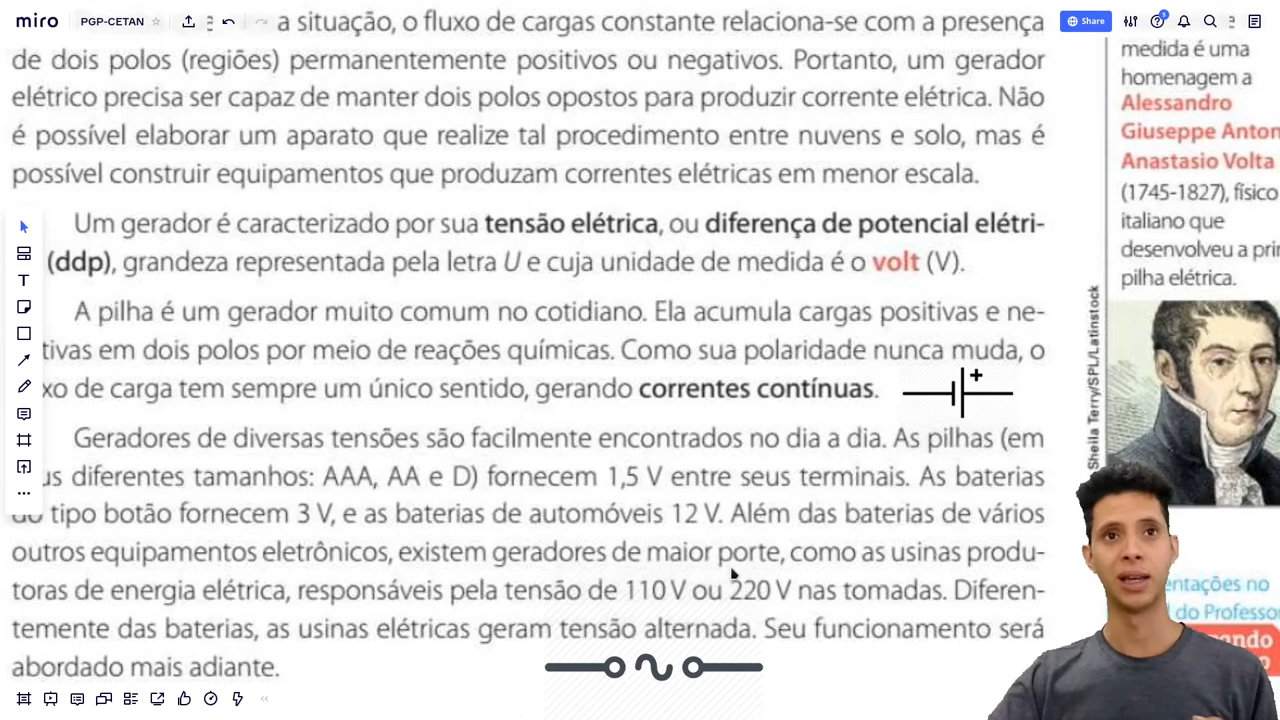 miro PGP-CETAN Share
a situação, o fluxo de cargas constante relaciona-se com a presença
de dois polos (regiões) permanentemente positivos ou negativos. Portanto, um gerador
elétrico precisa ser capaz de manter dois polos opostos para produzir corrente elétrica. Não
é possível elaborar um aparato que realize tal procedimento entre nuvens e solo, mas é
possível construir equipamentos que produzam correntes elétricas em menor escala.
Um gerador é caracterizado por sua tensão elétrica, ou diferença de potencial elétri-
(ddp), grandeza representada pela letra U e cuja unidade de medida é o volt (V).
A pilha é um gerador muito comum no cotidiano. Ela acumula cargas positivas e ne-
tivas em dois polos por meio de reações químicas. Como sua polaridade nunca muda, o
xo de carga tem sempre um único sentido, gerando correntes contínuas.
+
Geradores de diversas tensões são facilmente encontrados no dia a dia. As pilhas (em
us diferentes tamanhos: AAA, AA e D) fornecem 1,5 V entre seus terminais. As baterias
do tipo botão fornecem 3 V, e as baterias de automóveis 12 V. Além das baterias de vários
outros equipamentos eletrônicos, existem geradores de maior porte, como as usinas produ-
toras de energia elétrica, responsáveis pela tensão de 110 V ou 220 V nas tomadas. Diferen-
temente das baterias, as usinas elétricas geram tensão alternada. Seu funcionamento será
abordado mais adiante.
medida é uma
homenagem a
Alessandro
Giuseppe Anton
Anastasio Volta
(1745-1827), físico
italiano que
desenvolveu a pri
pilha elétrica.
Sheila Terry/SPL/Latinstock
entações no
l do Professor